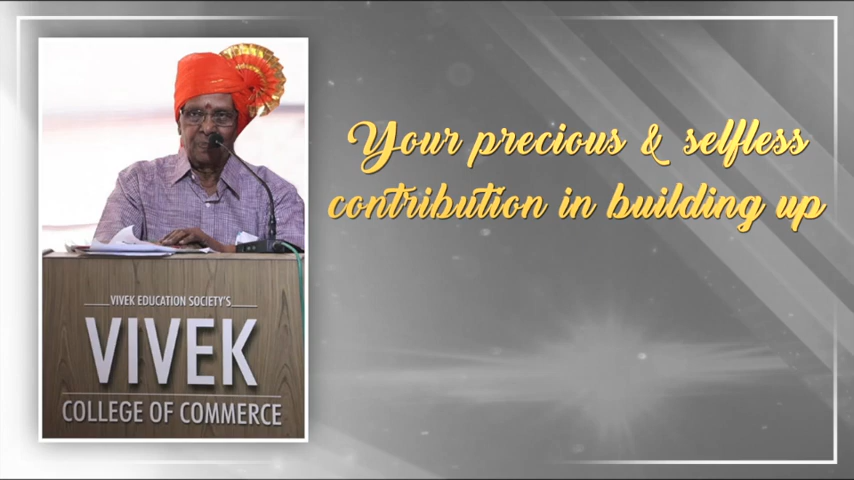 Your precious & selfless
contribution in building up
VIVEK EDUCATION SOCIETY'S
VIVEK
COLLEGE OF COMMERCE